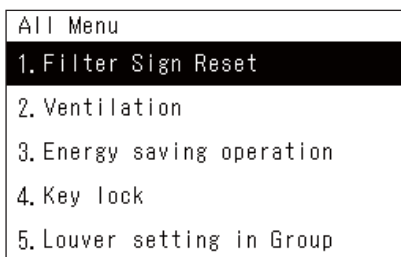 All Menu
1. Filter Sign Reset
2. Ventilation
3. Energy saving operation
4. Key lock
5. Louver setting in Group